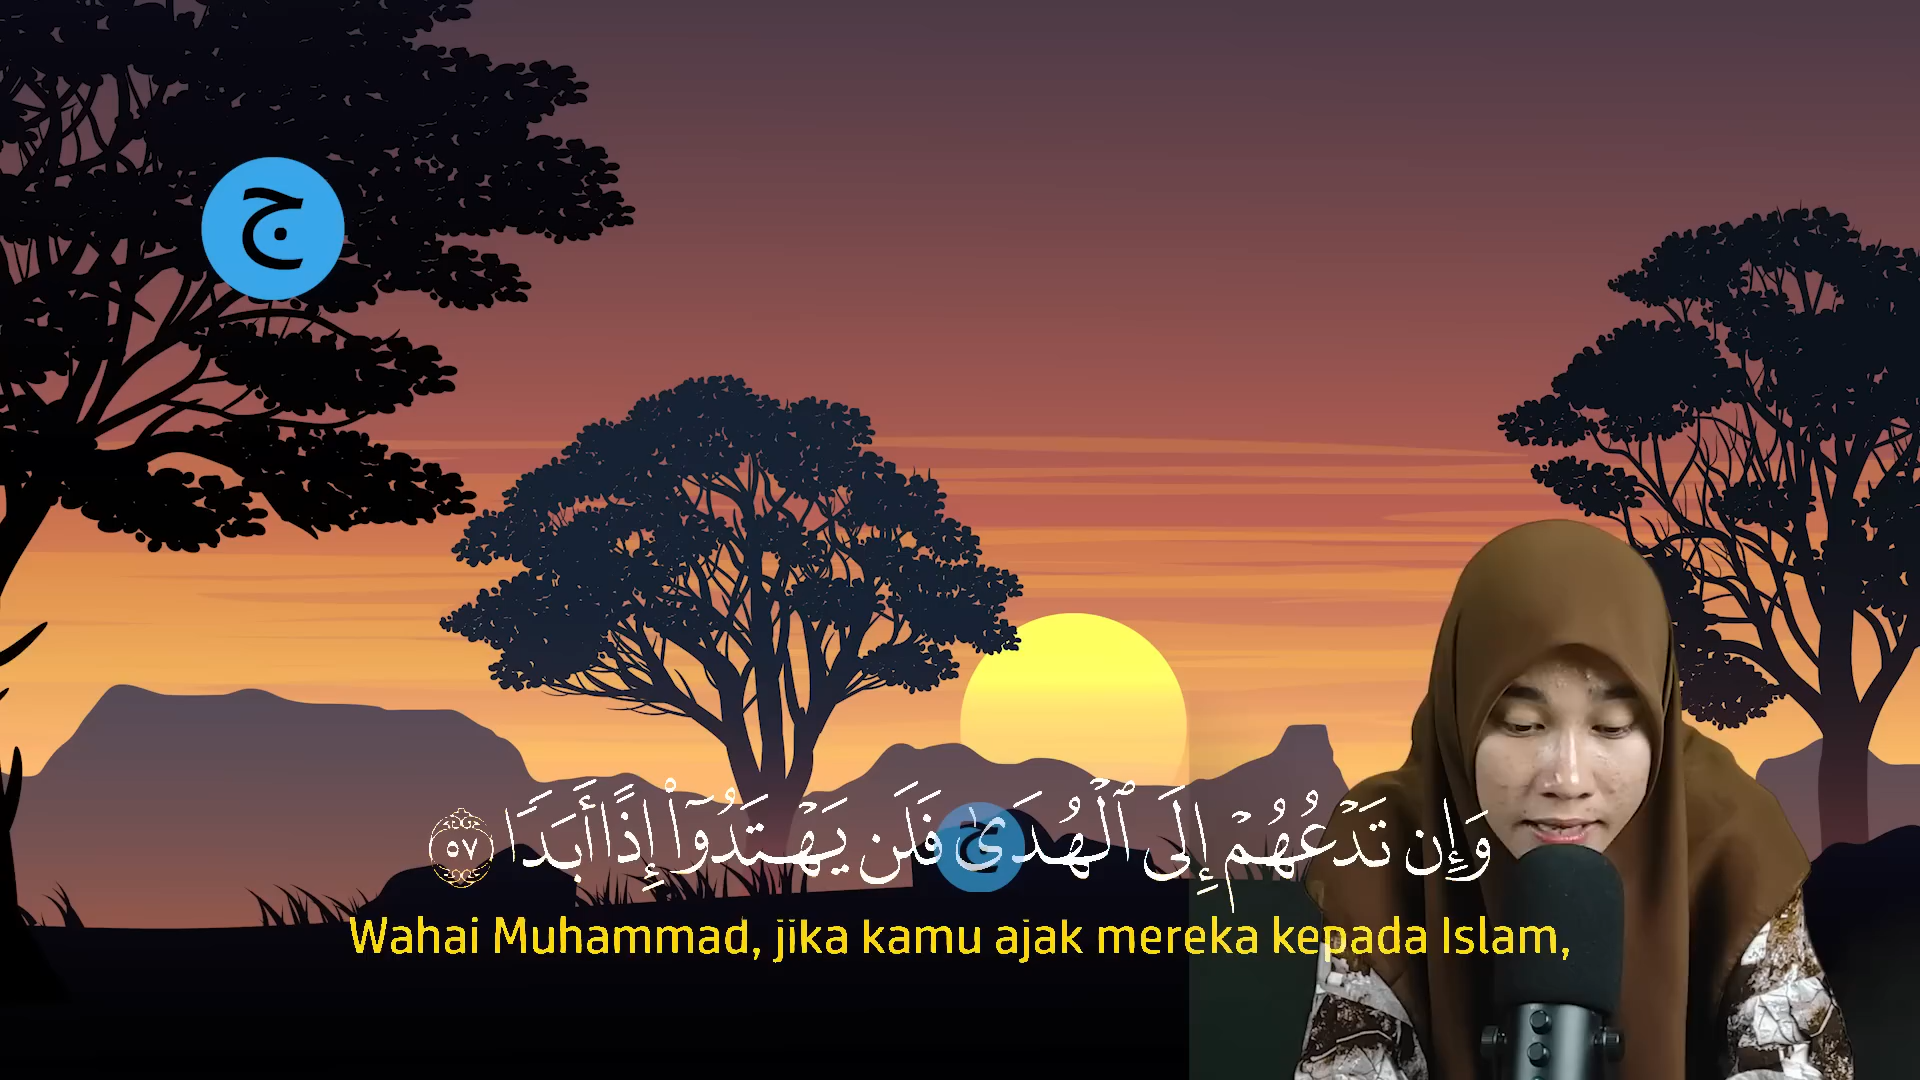 ج
وَإِن تَدْعُهُمْ إِلَى ٱلْهُدَىٰ فَلَن يَهْتَدُوٓا۟ إِذًا أَبَدًا ٥٧
ج
Wahai Muhammad, jika kamu ajak mereka kepada Islam,